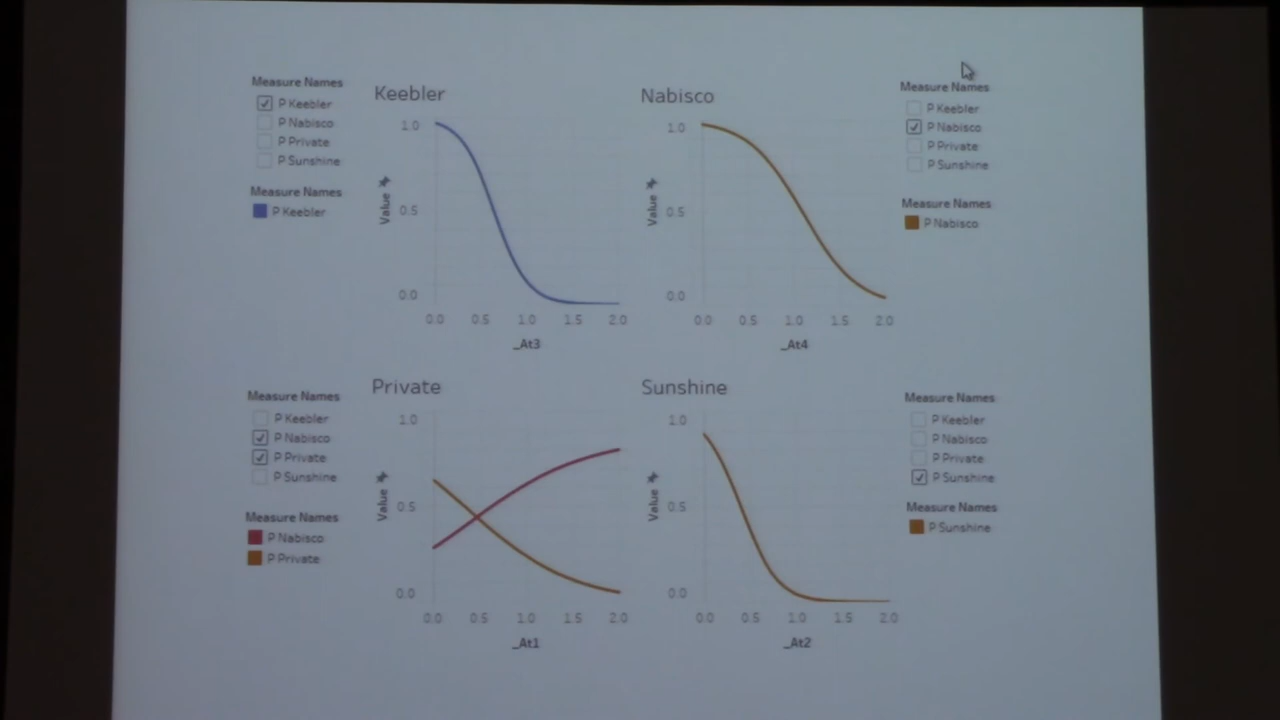 Measure Names
P Keebler
P Nabisco
P Private
P Sunshine
Measure Names
P Keebler
Keebler
1.0
0.5
0.0
Value
0.0 0.5 1.0 1.5 2.0
_At3
Nabisco
1.0
0.5
0.0
Value
0.0 0.5 1.0 1.5 2.0
_At4
Measure Names
P Keebler
P Nabisco
P Private
P Sunshine
Measure Names
P Nabisco
Measure Names
P Keebler
P Nabisco
P Private
P Sunshine
Measure Names
P Nabisco
P Private
Private
1.0
0.5
0.0
Value
0.0 0.5 1.0 1.5 2.0
_At1
Sunshine
1.0
0.5
0.0
Value
0.0 0.5 1.0 1.5 2.0
_At2
Measure Names
P Keebler
P Nabisco
P Private
P Sunshine
Measure Names
P Sunshine